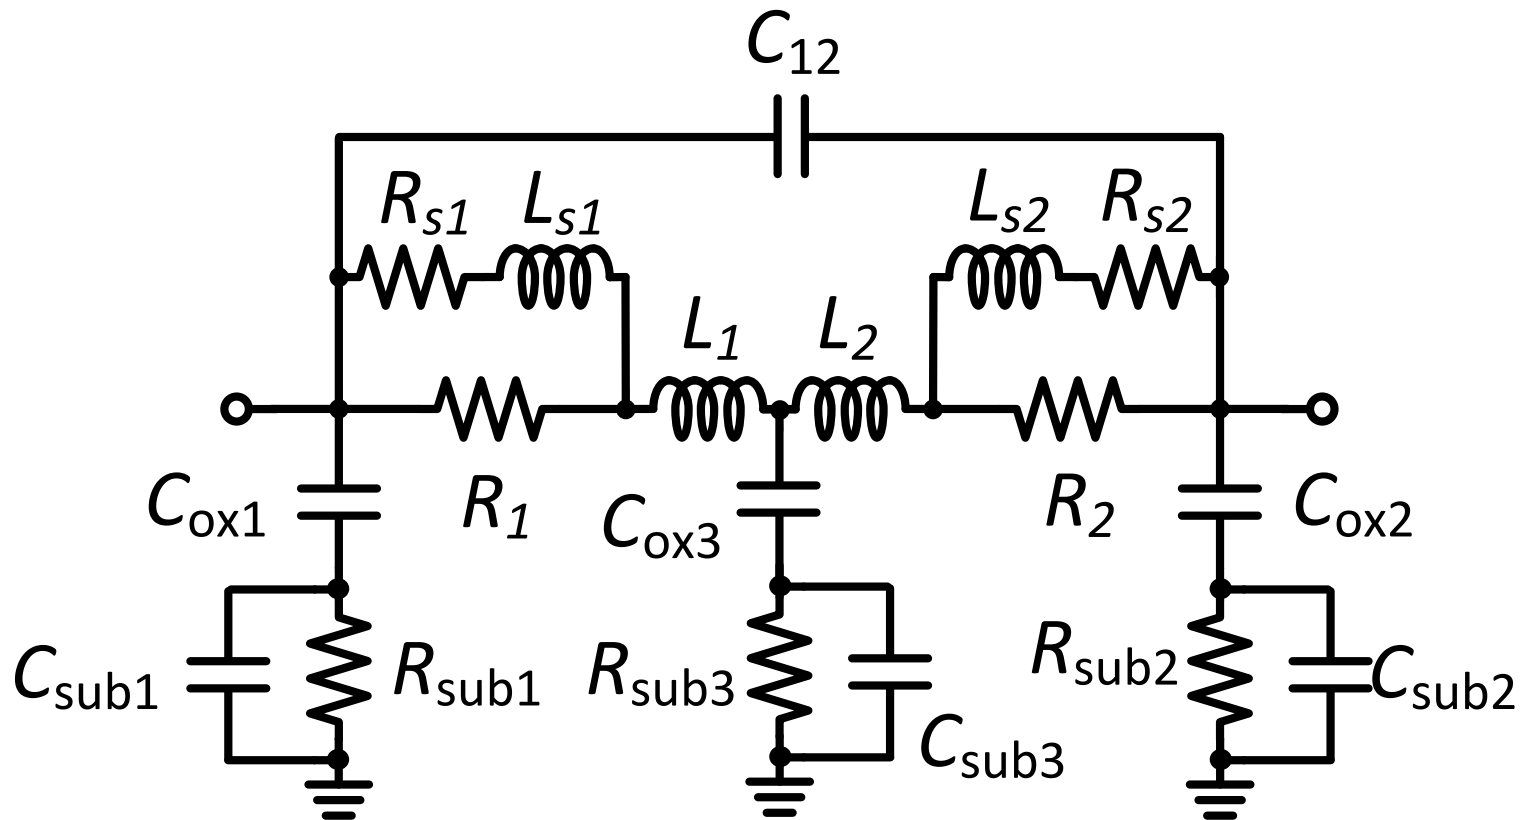 C12
Rs1
Ls1
Ls2
Rs2
L1
L2
Cox1
R1
Cox3
R2
Cox2
Csub1
Rsub1
Rsub3
Csub3
Rsub2
Csub2